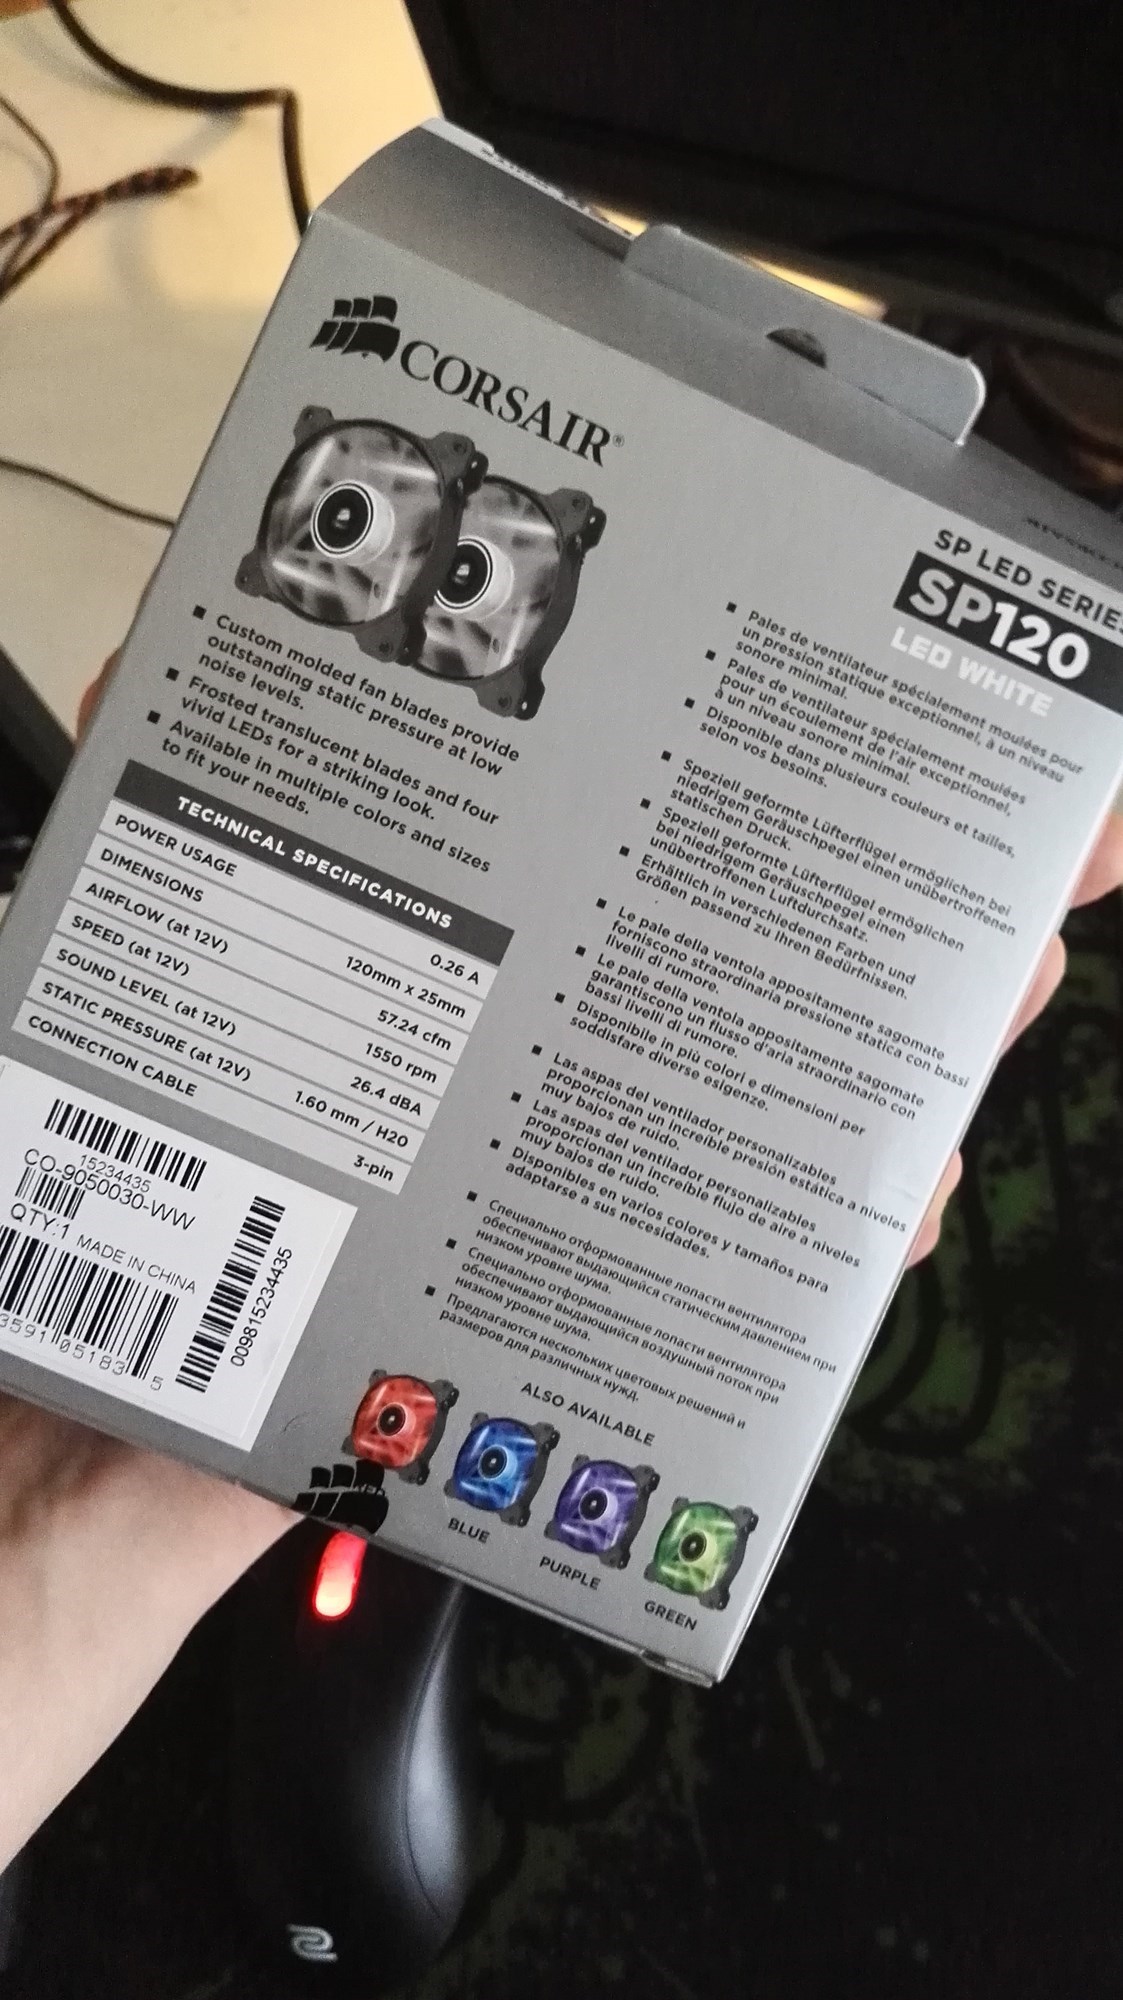 CORSAIR®
SP LED SERIES
SP120
LED WHITE
■ Custom molded fan blades provide
outstanding static pressure at low
noise levels.
■ Frosted translucent blades and four
vivid LEDs for a striking look.
■ Available in multiple colors and sizes
to fit your needs.
TECHNICAL SPECIFICATIONS
POWER USAGE 0.26 A
DIMENSIONS 120mm x 25mm
AIRFLOW (at 12V) 57.24 cfm
SPEED (at 12V) 1550 rpm
SOUND LEVEL (at 12V) 26.4 dBA
STATIC PRESSURE (at 12V) 1.60 mm / H20
CONNECTION CABLE 3-pin
15234435
CO-9050030-WW
QTY:1 MADE IN CHINA
3591 05183 5
009815234435
■ Pales de ventilateur spécialement moulées pour
un pression statique exceptionnel, à un niveau
sonore minimal.
■ Pales de ventilateur spécialement moulées
pour un écoulement de l'air exceptionnel,
à un niveau sonore minimal.
■ Disponible dans plusieurs couleurs et tailles,
selon vos besoins.
■ Speziell geformte Lüfterflügel ermöglichen bei
niedrigem Geräuschpegel einen unübertroffenen
statischen Druck.
■ Speziell geformte Lüfterflügel ermöglichen
bei niedrigem Geräuschpegel einen
unübertroffenen Luftdurchsatz.
■ Erhältlich in verschiedenen Farben und
Größen passend zu Ihren Bedürfnissen.
■ Le pale della ventola appositamente sagomate
forniscono straordinaria pressione statica con bassi
livelli di rumore.
■ Le pale della ventola appositamente sagomate
garantiscono un flusso d'aria straordinario con
bassi livelli di rumore.
■ Disponibile in più colori e dimensioni per
soddisfare diverse esigenze.
■ Las aspas del ventilador personalizables
proporcionan un increíble presión estática a niveles
muy bajos de ruido.
■ Las aspas del ventilador personalizables
proporcionan un increíble flujo de aire a niveles
muy bajos de ruido.
■ Disponibles en varios colores y tamaños para
adaptarse a sus necesidades.
■ Специально отформованные лопасти вентилятора
обеспечивают выдающийся статическим давлением при
низком уровне шума.
■ Специально отформованные лопасти вентилятора
обеспечивают выдающийся воздушный поток при
низком уровне шума.
■ Предлагаются нескольких цветовых решений и
размеров для различных нужд.
ALSO AVAILABLE
BLUE
PURPLE
GREEN